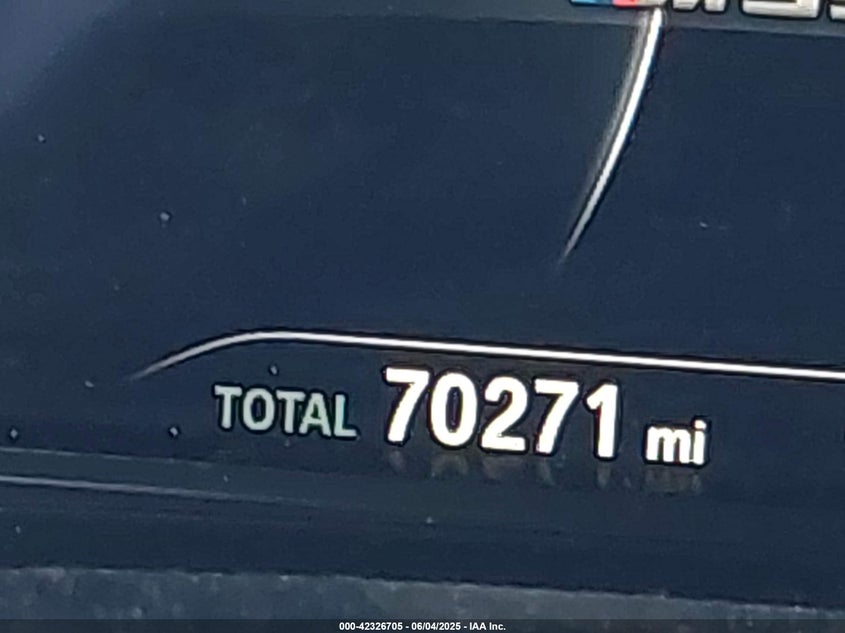 TOTAL 70271 mi
000-42326705 - 06/04/2025 - IAA Inc.